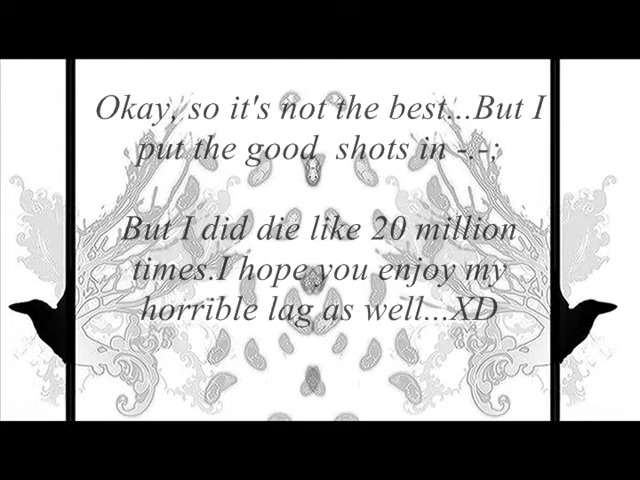 Okay, so it's not the best...But I
put the good  shots in -.-;
But I did die like 20 million
times.I hope you enjoy my
horrible lag as well...XD